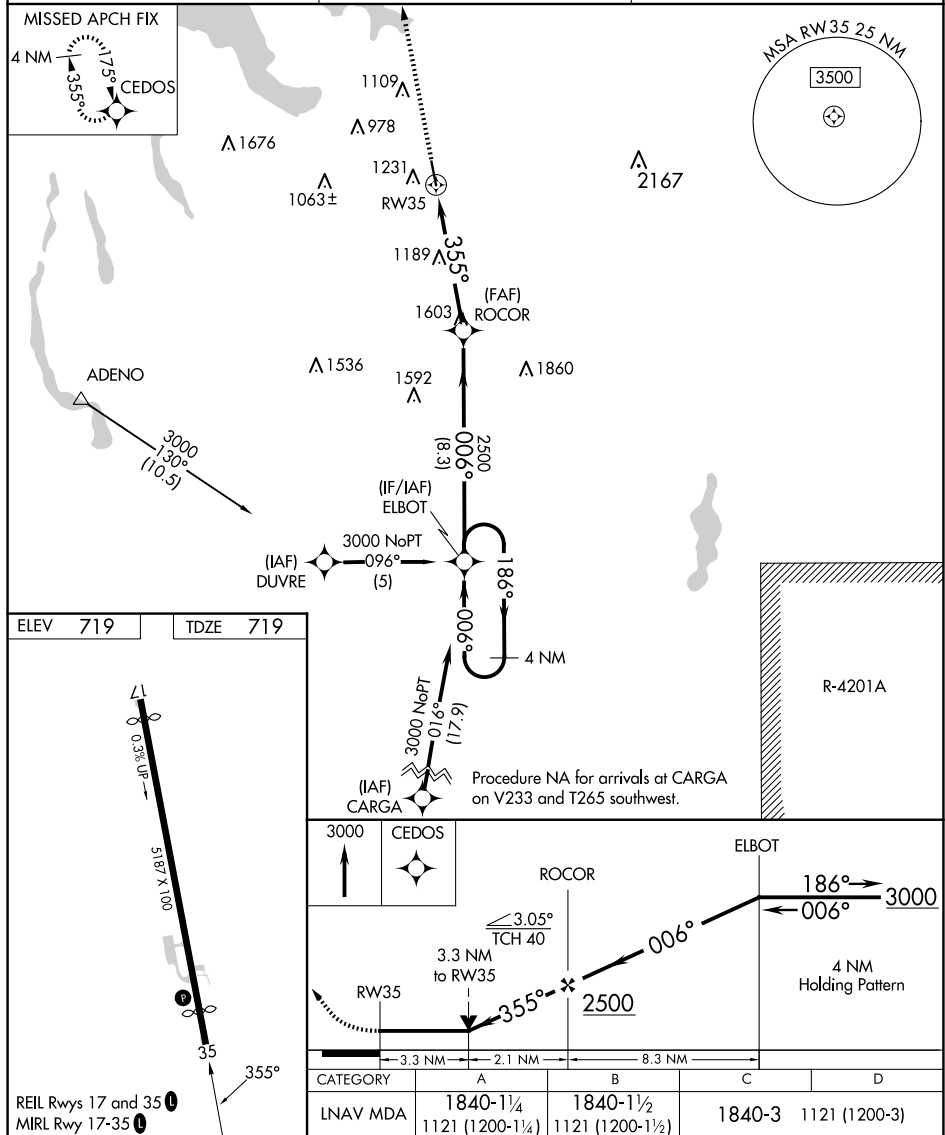 MISSED APCH FIX
4 NM
175°
355°
CEDOS
MSA RW35 25 NM
3500
1109
978
1676
1231
1063 ±
RW35
2167
355°
1189
(FAF)
ROCOR
1603
1536
1592
1860
ADENO
3000
130°
(10.5)
2500
006°
(8.3)
(IF/IAF)
ELBOT
3000 NoPT
096°
(5)
(IAF)
DUVRE
186°
006°
4 NM
3000 NoPT
016°
(17.9)
(IAF)
CARGA
Procedure NA for arrivals at CARGA
on V233 and T265 southwest.
R-4201A
ELEV 719
TDZE 719
17
0.3% UP
5187 X 100
P
35
355°
REIL Rwys 17 and 35 L
MIRL Rwy 17-35 L
3000
CEDOS
ELBOT
ROCOR
186°
006°
3000
3.05°
TCH 40
006°
3.3 NM
to RW35
4 NM
Holding Pattern
RW35
355°
2500
3.3 NM
2.1 NM
8.3 NM
CATEGORY A B C D
LNAV MDA 1840-1¼ 1840-1½ 1840-3 1121 (1200-3)
1121 (1200-1¼) 1121 (1200-1½)